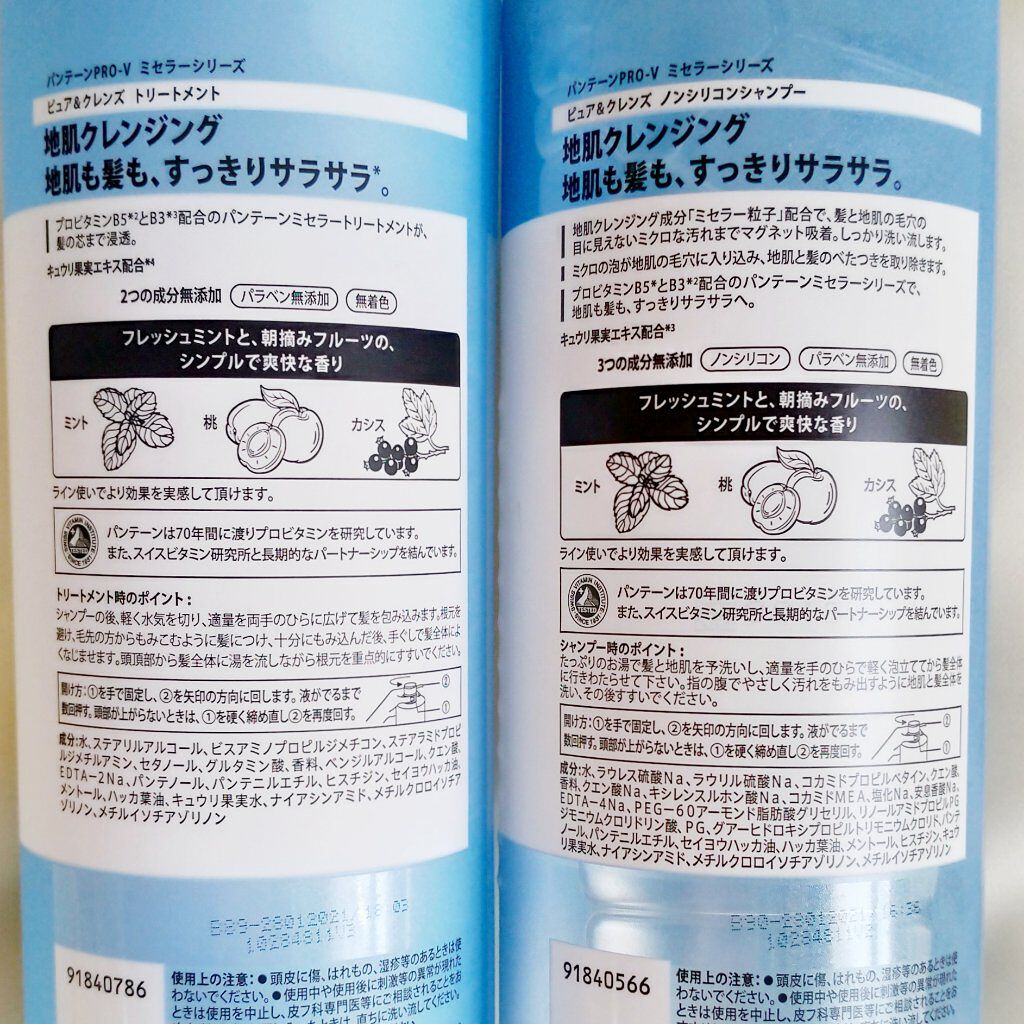 パンテーンPRO-V ミセラーシリーズ
ピュア&クレンズ トリートメント
地肌クレンジング
地肌も髪も、すっきりサラサラ*。
プロビタミンB5*²とB3*³配合のパンテーンミセラートリートメントが、
髪の芯まで浸透。
キュウリ果実エキス配合*⁴
2つの成分無添加 パラベン無添加 無着色
フレッシュミントと、朝摘みフルーツの、
シンプルで爽快な香り
ミント 桃 カシス
ライン使いでより効果を実感して頂けます。
SWISS VITAMIN INSTITUTE
TESTED
SINCE 1931
パンテーンは70年間に渡りプロビタミンを研究しています。
また、スイスビタミン研究所と長期的なパートナーシップを結んでいます。
トリートメント時のポイント:
シャンプーの後、軽く水気を切り、適量を両手のひらに広げて髪を包み込みます。根元を
避け、毛先の方からもみこむように髪につけ、十分にもみ込んだ後、手ぐしで髪全体によ
くなじませます。頭頂部から髪全体に湯を流しながら根元を重点的にすすいでください。
開け方:①を手で固定し、②を矢印の方向に回します。液がでるまで
数回押す。頭部が上がらないときは、①を硬く締め直し②を再度回す。
② ①
成分:水、ステアリルアルコール、ビスアミノプロピルジメチコン、ステアラミドプロピ
ルジメチルアミン、セタノール、グルタミン酸、香料、ベンジルアルコール、クエン酸、
EDTA-2Na、パンテノール、パンテニルエチル、ヒスチジン、セイヨウハッカ油、
メントール、ハッカ葉油、キュウリ果実水、ナイアシンアミド、メチルクロロイソチア
ゾリノン、メチルイソチアゾリノン
91840786
使用上の注意:●頭皮に傷、はれもの、湿疹等のあるときは使
わないでください。●使用中や使用後に刺激等の異常が現れた
ときは使用を中止し、皮フ科専門医等にご相談されることをお
パンテーンPRO-V ミセラーシリーズ
ピュア&クレンズ ノンシリコンシャンプー
地肌クレンジング
地肌も髪も、すっきりサラサラ。
地肌クレンジング成分「ミセラー粒子」配合で、髪と地肌の毛穴の
目に見えないミクロな汚れまでマグネット吸着。しっかり洗い流します。
ミクロの泡が地肌の毛穴に入り込み、地肌と髪のべたつきを取り除きます。
プロビタミンB5*とB3*²配合のパンテーンミセラーシリーズで、
地肌も髪も、すっきりサラサラへ。
キュウリ果実エキス配合*³
3つの成分無添加 ノンシリコン パラベン無添加 無着色
フレッシュミントと、朝摘みフルーツの、
シンプルで爽快な香り
ミント 桃 カシス
ライン使いでより効果を実感して頂けます。
SWISS VITAMIN INSTITUTE
TESTED
SINCE 1931
パンテーンは70年間に渡りプロビタミンを研究しています。
また、スイスビタミン研究所と長期的なパートナーシップを結んでいます。
シャンプー時のポイント:
たっぷりのお湯で髪と地肌を予洗いし、適量を手のひらで軽く泡立ててから髪全体
に行きわたらせて下さい。指の腹でやさしく汚れをもみ出すように地肌と髪全体を
洗い、その後すすいでください。
開け方:①を手で固定し、②を矢印の方向に回します。液がでるまで
数回押す。頭部が上がらないときは、①を硬く締め直し②を再度回す。
② ①
成分:水、ラウレス硫酸Na、ラウリル硫酸Na、コカミドプロピルベタイン、クエン酸、
香料、クエン酸Na、キシレンスルホン酸Na、コカミドMEA、塩化Na、安息香酸Na、
EDTA-4Na、PEG-60アーモンド脂肪酸グリセリル、リノールアミドプロピルPG
ジモニウムクロリドリン酸、PG、グアーヒドロキシプロピルトリモニウムクロリド、パンテ
ノール、パンテニルエチル、セイヨウハッカ油、ハッカ葉油、メントール、ヒスチジン、キュウ
リ果実水、ナイアシンアミド、メチルクロロイソチアゾリノン、メチルイソチアゾリノン
91840566
使用上の注意:●頭皮に傷、はれもの、湿疹等のあるときは使
わないでください。●使用中や使用後に刺激等の異常が現れた
ときは使用を中止し、皮フ科専門医等にご相談されることをお